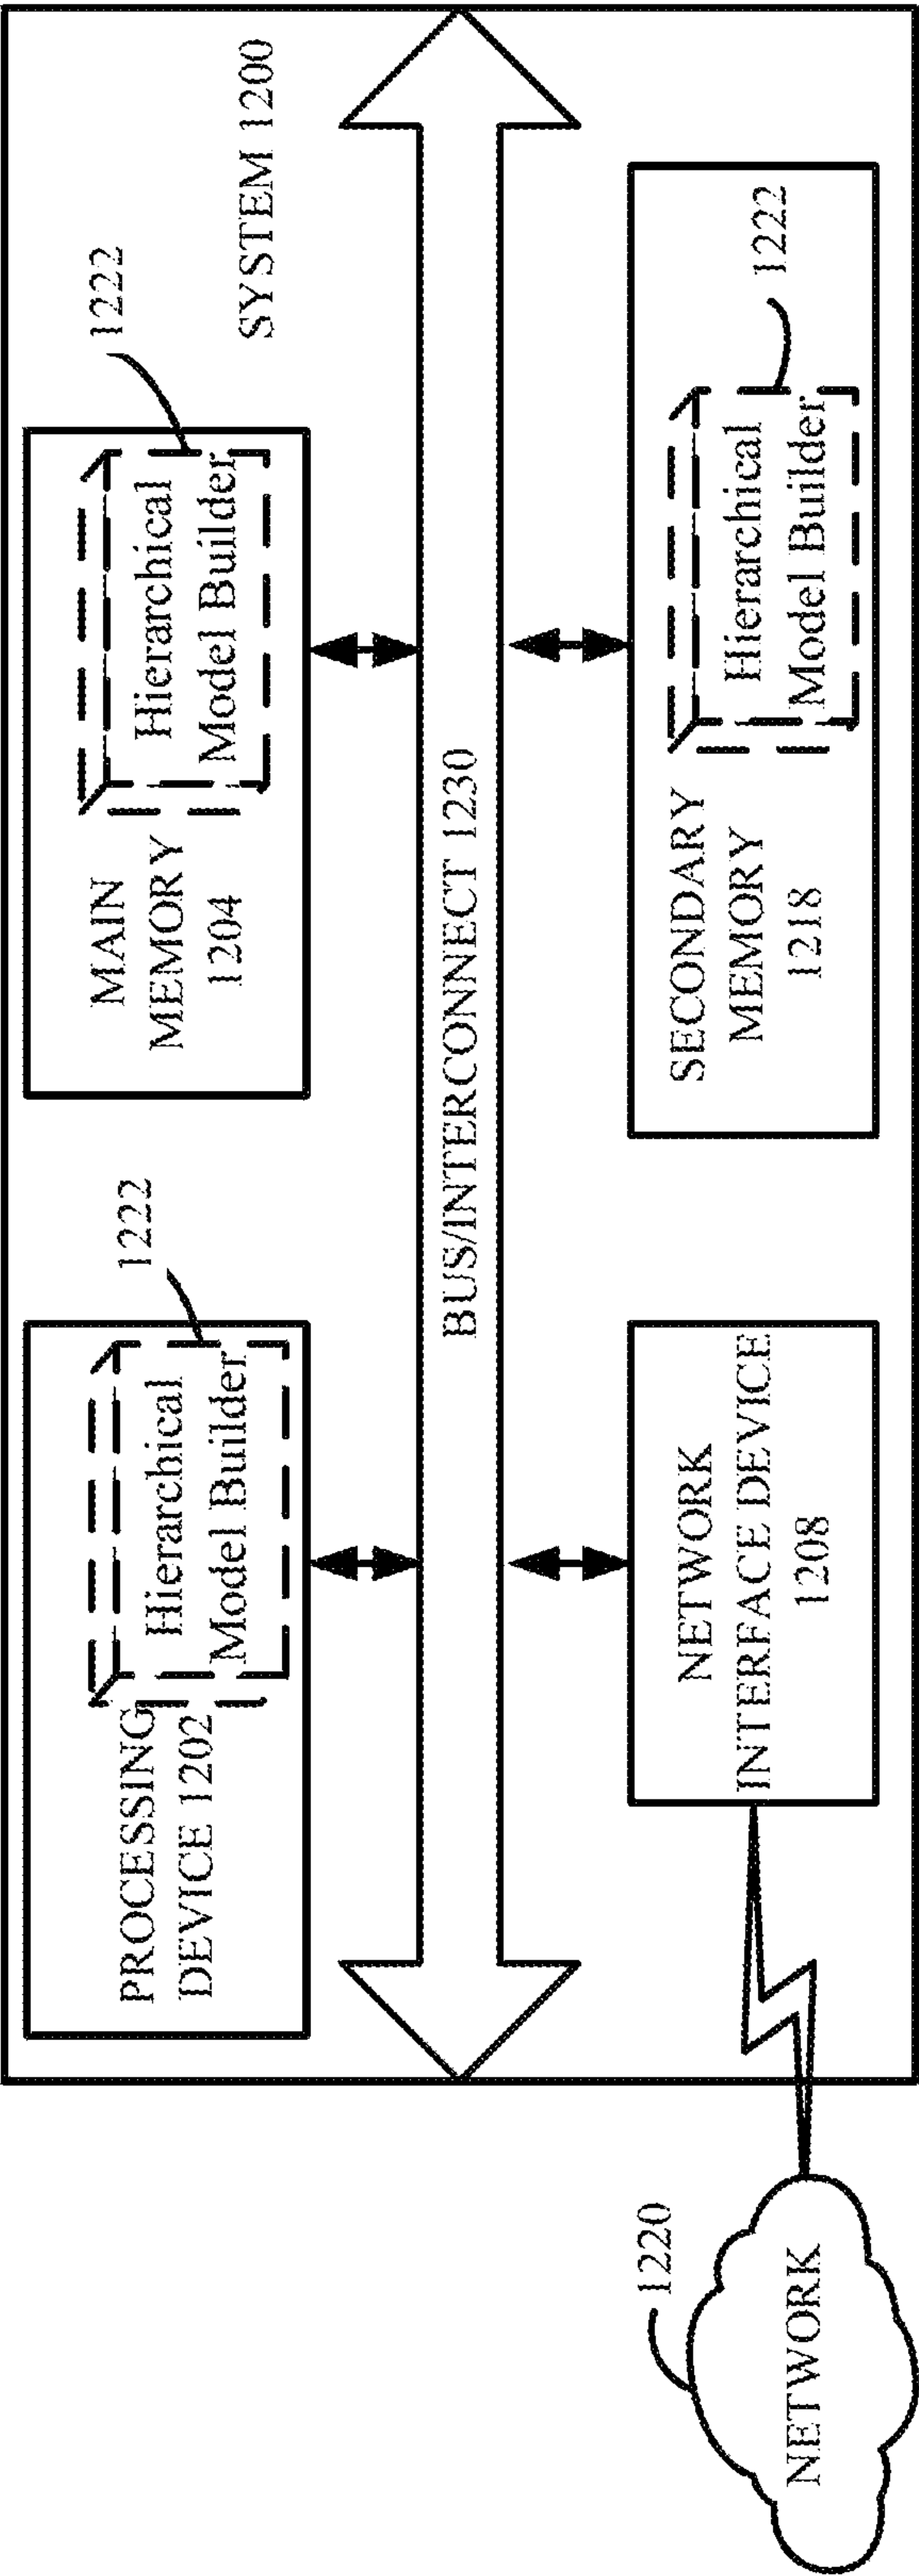 PROCESSING
DEVICE 1202
Hierarchical
Model Builder
1222
MAIN
MEMORY
1204
Hierarchical
Model Builder
1222
SYSTEM 1200
BUS/INTERCONNECT 1230
1220
NETWORK
NETWORK
INTERFACE DEVICE
1208
SECONDARY
MEMORY
1218
Hierarchical
Model Builder
1222